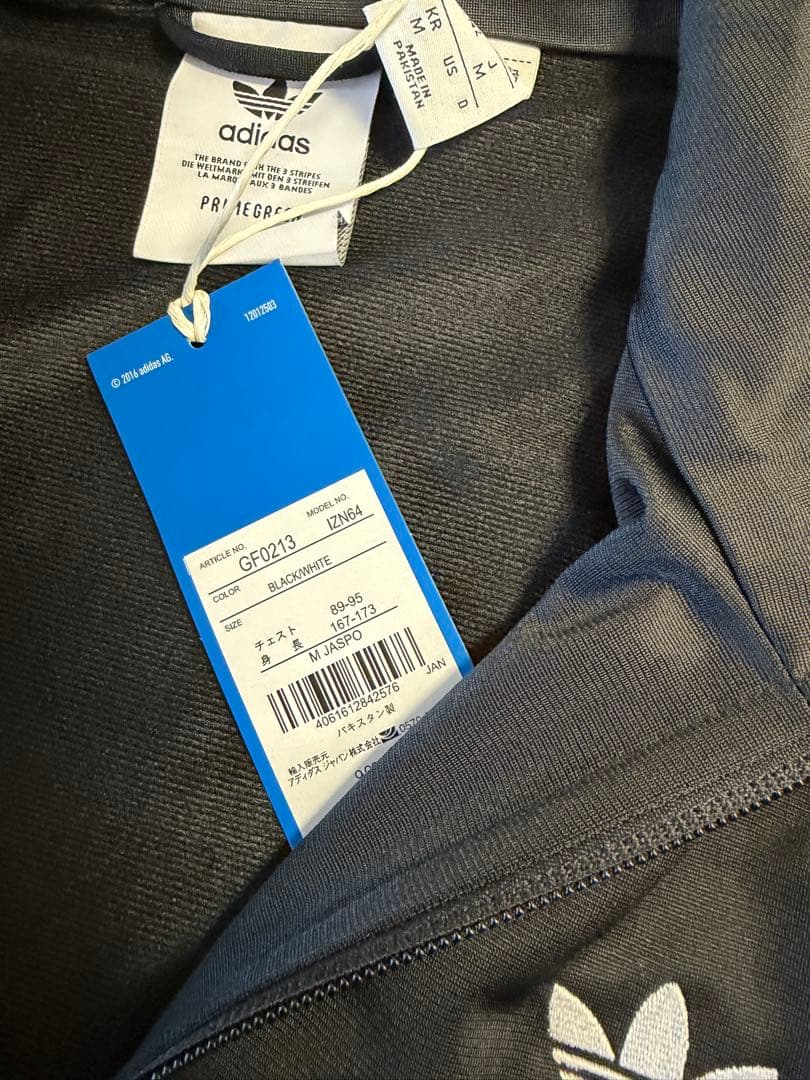 KR
M
US
D
J
M
MADE IN
PAKISTAN
adidas
THE BRAND WITH THE 3 STRIPES
DIE WELTMARKE MIT DEN 3 STREIFEN
LA MARQUE AUX 3 BANDES
PRIMEGREEN
© 2016 adidas AG.
12012503
ARTICLE NO. GF0213
MODEL NO. IZN64
COLOR BLACK/WHITE
SIZE
チェスト 89-95
身長 167-173
M JASPO
4061612842576 JAN
パキスタン製
輸入販売元
アディダス ジャパン株式会社